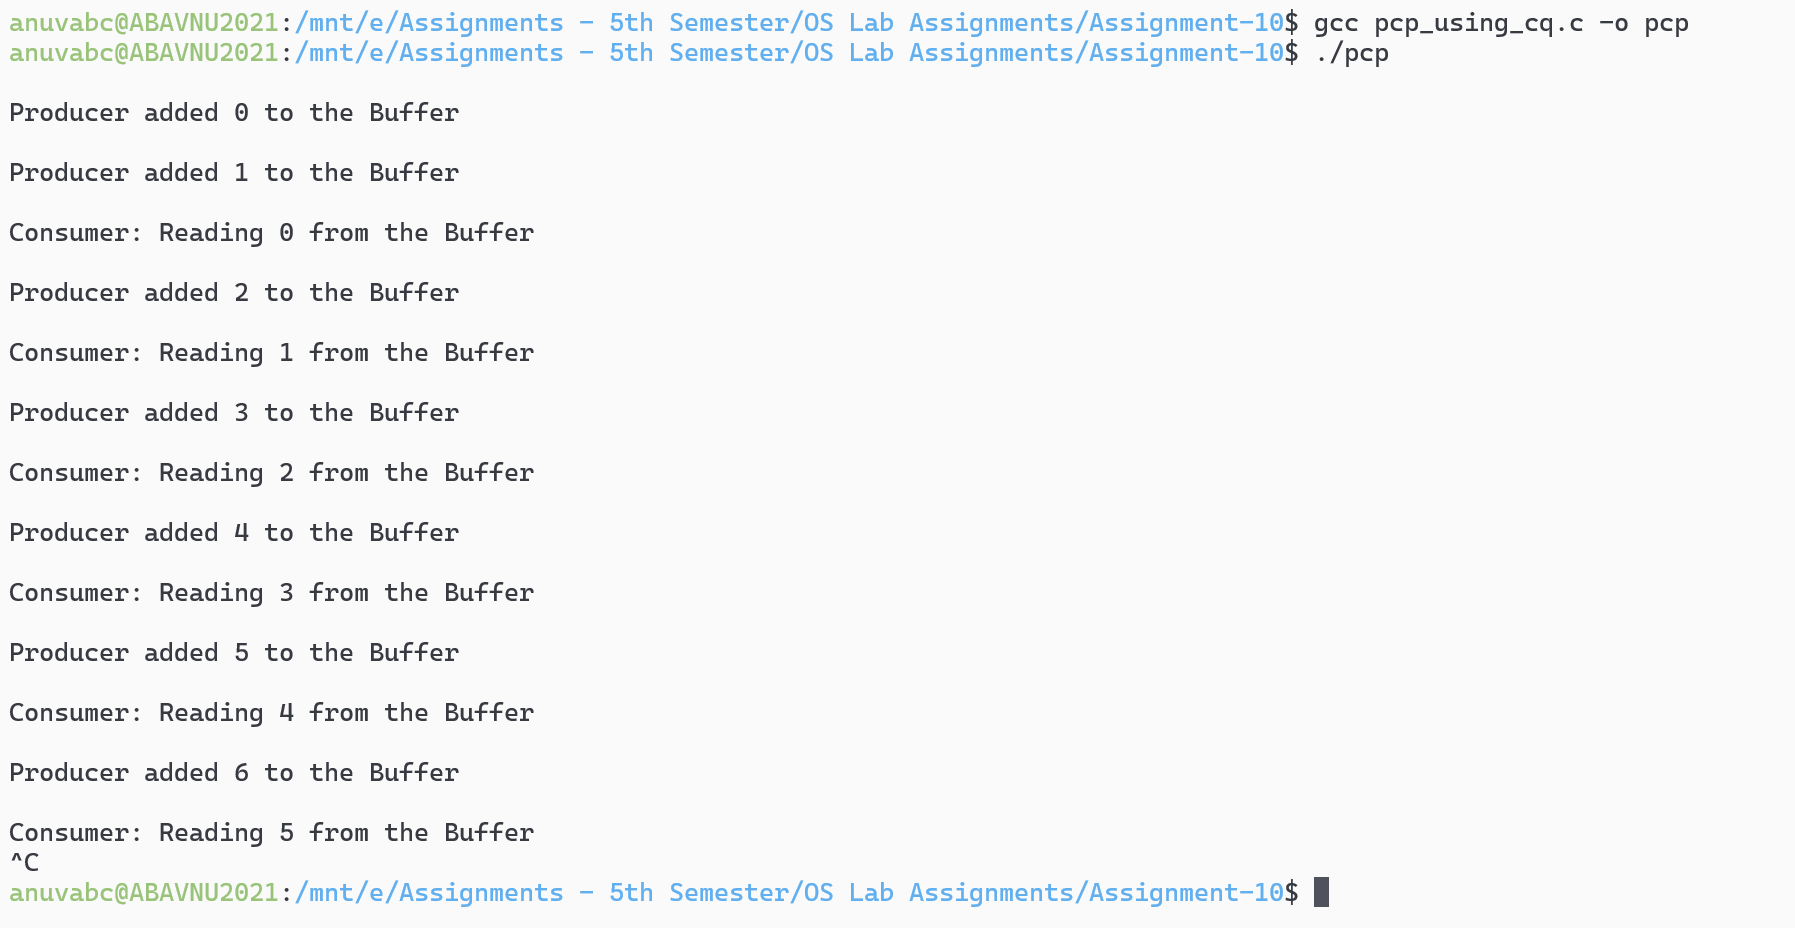 anuvabc@ABAVNU2021:/mnt/e/Assignments - 5th Semester/OS Lab Assignments/Assignment-10$ gcc pcp_using_cq.c -o pcp
anuvabc@ABAVNU2021:/mnt/e/Assignments - 5th Semester/OS Lab Assignments/Assignment-10$ ./pcp
Producer added 0 to the Buffer
Producer added 1 to the Buffer
Consumer: Reading 0 from the Buffer
Producer added 2 to the Buffer
Consumer: Reading 1 from the Buffer
Producer added 3 to the Buffer
Consumer: Reading 2 from the Buffer
Producer added 4 to the Buffer
Consumer: Reading 3 from the Buffer
Producer added 5 to the Buffer
Consumer: Reading 4 from the Buffer
Producer added 6 to the Buffer
Consumer: Reading 5 from the Buffer
^C
anuvabc@ABAVNU2021:/mnt/e/Assignments - 5th Semester/OS Lab Assignments/Assignment-10$